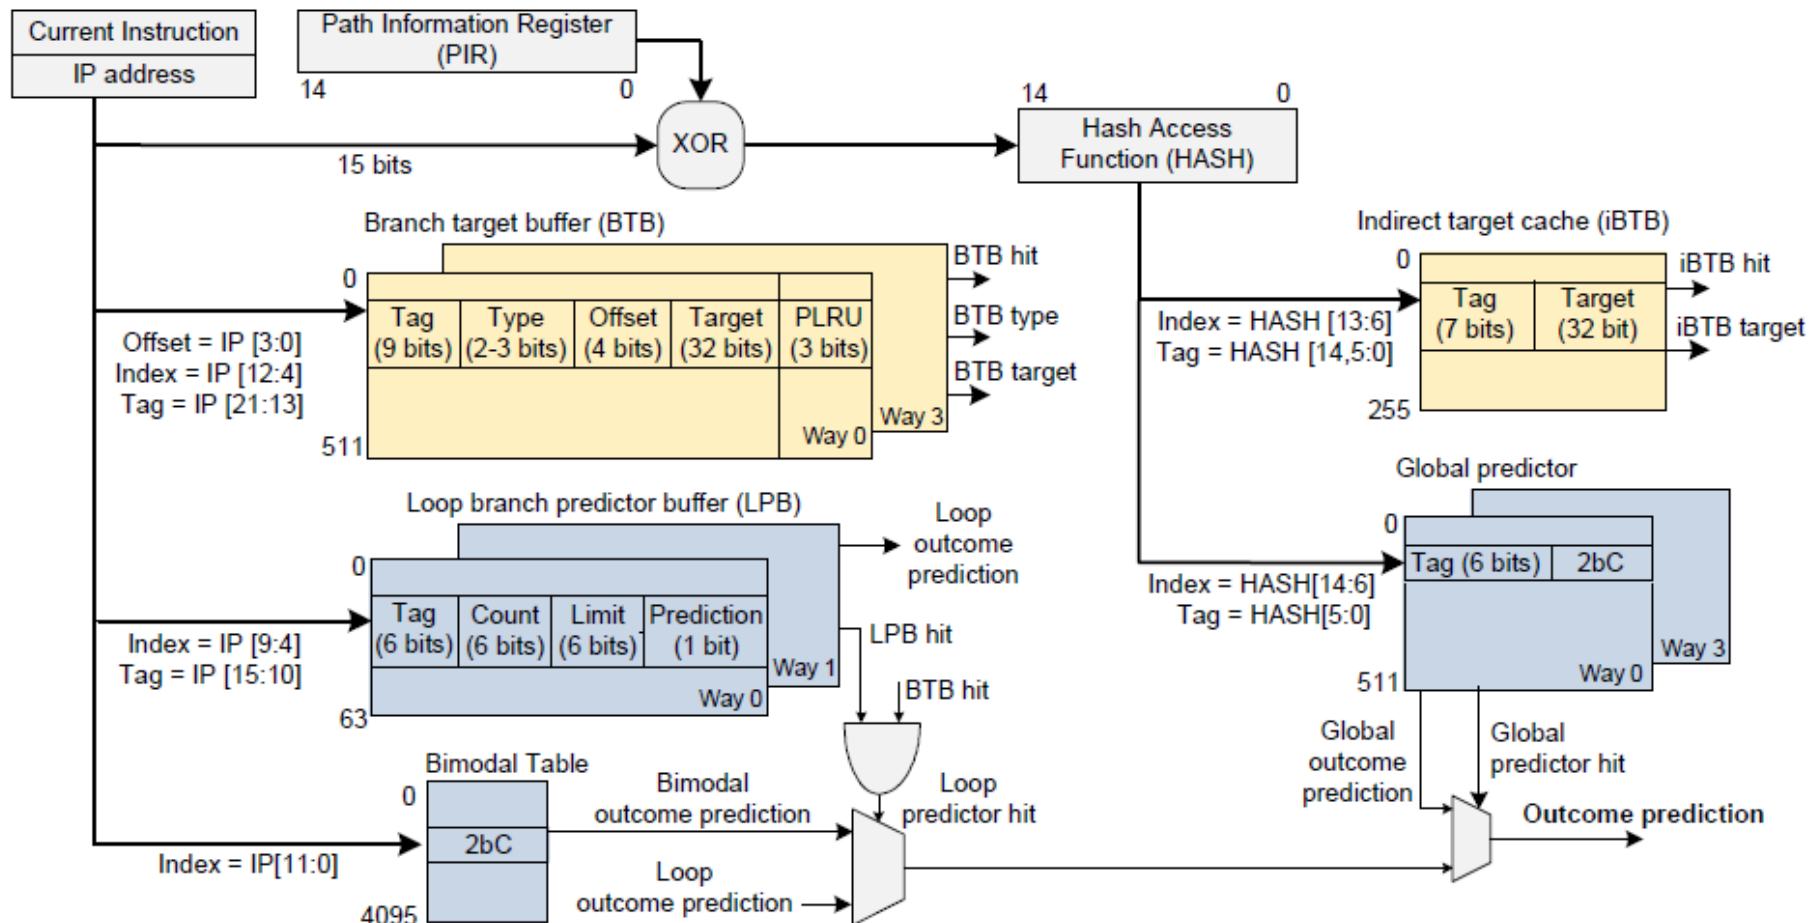 Current Instruction
IP address
Path Information Register
(PIR)
14
0
XOR
15 bits
14
0
Hash Access
Function (HASH)
Branch target buffer (BTB)
0
Tag
(9 bits)
Type
(2-3 bits)
Offset
(4 bits)
Target
(32 bits)
PLRU
(3 bits)
Way 0
Way 3
511
Offset = IP [3:0]
Index = IP [12:4]
Tag = IP [21:13]
BTB hit
BTB type
BTB target
Indirect target cache (iBTB)
0
Tag
(7 bits)
Target
(32 bit)
255
Index = HASH [13:6]
Tag = HASH [14,5:0]
iBTB hit
iBTB target
Loop branch predictor buffer (LPB)
0
Tag
(6 bits)
Count
(6 bits)
Limit
(6 bits)
Prediction
(1 bit)
Way 1
Way 0
63
Index = IP [9:4]
Tag = IP [15:10]
Loop
outcome
prediction
LPB hit
BTB hit
Global predictor
0
Tag (6 bits)
2bC
Way 3
Way 0
511
Index = HASH[14:6]
Tag = HASH[5:0]
Global
outcome
prediction
Global
predictor hit
Bimodal Table
0
2bC
4095
Index = IP[11:0]
Bimodal
outcome prediction
Loop
predictor hit
Loop
outcome prediction
Outcome prediction